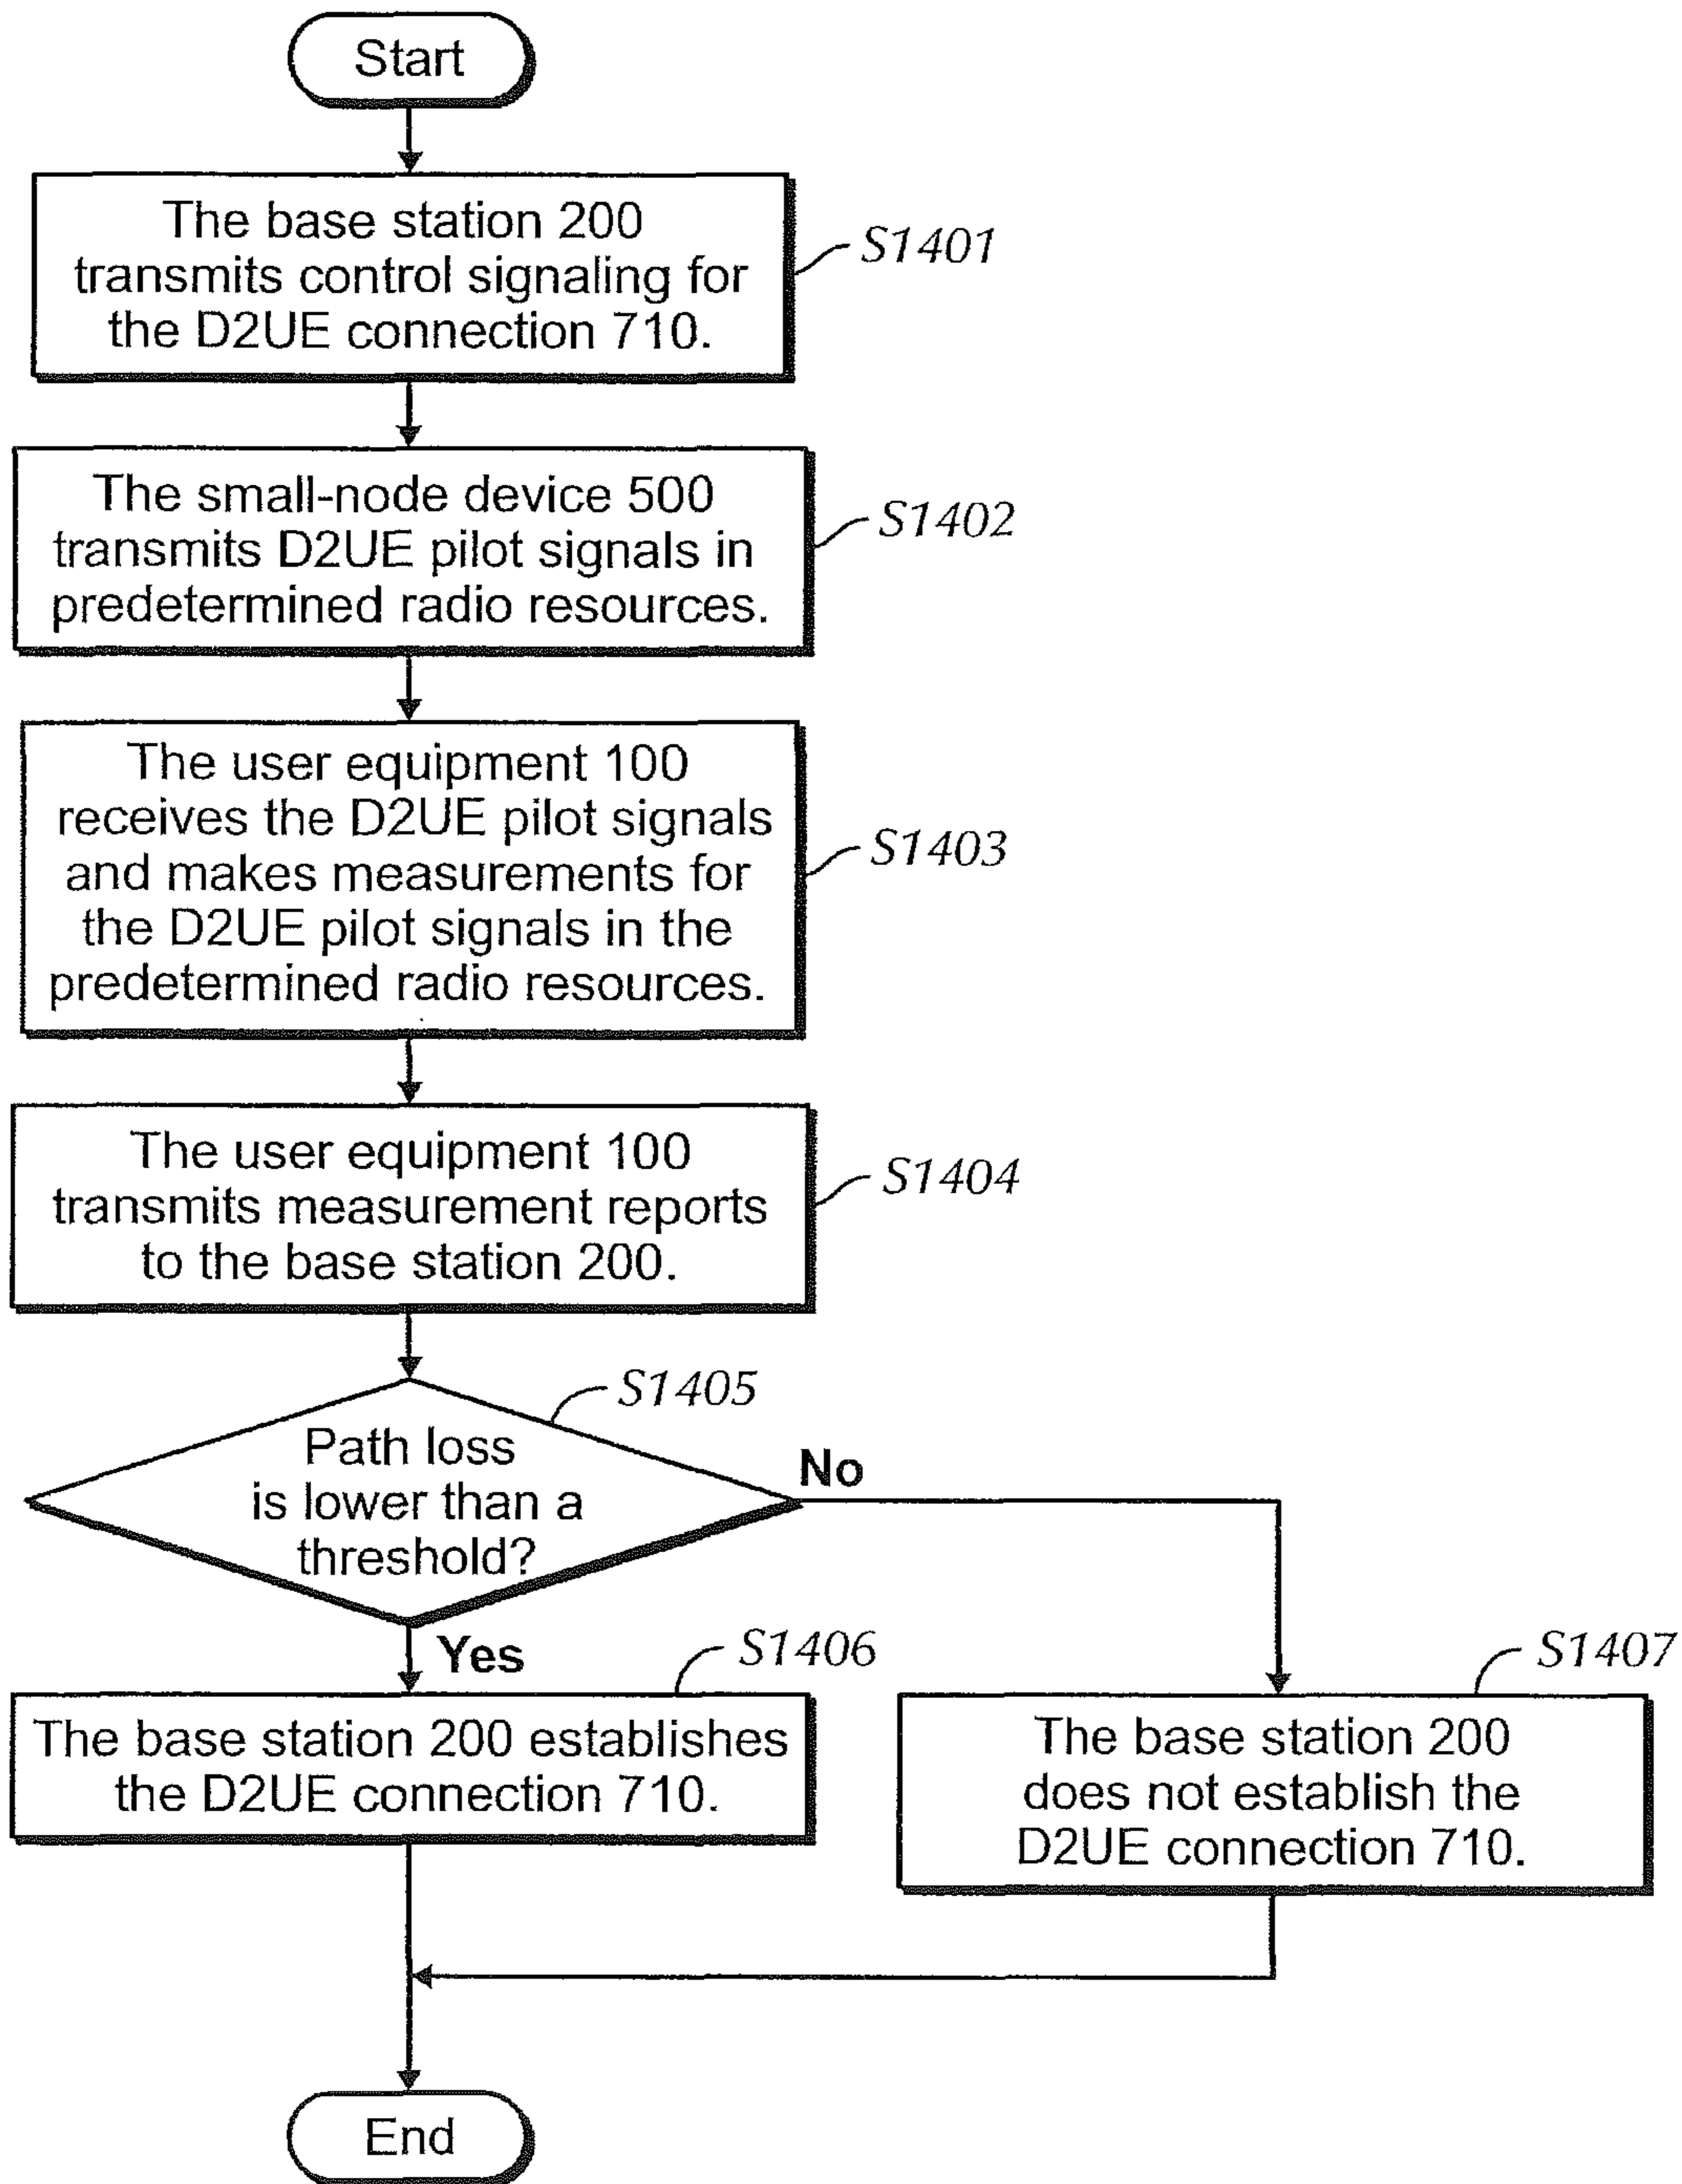 Start
The base station 200
transmits control signaling for
the D2UE connection 710.
S1401
The small-node device 500
transmits D2UE pilot signals in
predetermined radio resources.
S1402
The user equipment 100
receives the D2UE pilot signals
and makes measurements for
the D2UE pilot signals in the
predetermined radio resources.
S1403
The user equipment 100
transmits measurement reports
to the base station 200.
S1404
S1405
Path loss
is lower than a
threshold?
No
Yes
S1406
The base station 200 establishes
the D2UE connection 710.
S1407
The base station 200
does not establish the
D2UE connection 710.
End